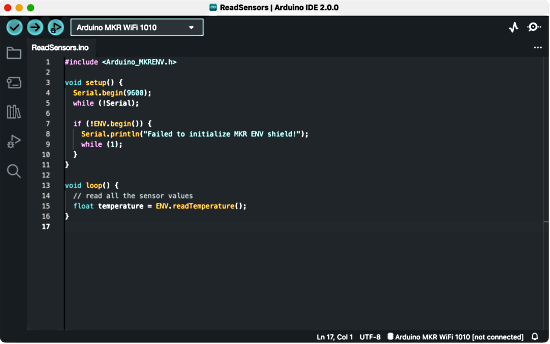 ReadSensors | Arduino IDE 2.0.0
Arduino MKR WiFi 1010
ReadSensors.ino
1 #include <Arduino_MKRENV.h>
2
3 void setup() {
4 Serial.begin(9600);
5 while (!Serial);
6
7 if (!ENV.begin()) {
8 Serial.println("Failed to initialize MKR ENV shield!");
9 while (1);
10 }
11 }
12
13 void loop() {
14 // read all the sensor values
15 float temperature = ENV.readTemperature();
16 }
17
Ln 17, Col 1 UTF-8 Arduino MKR WiFi 1010 [not connected]